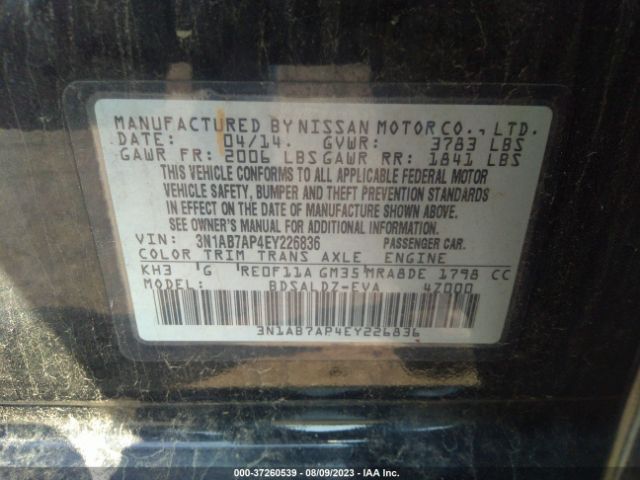 MANUFACTURED BY NISSAN MOTOR CO., LTD.
DATE: 04/14. GVWR: 3783 LBS
GAWR FR: 2006 LBS GAWR RR: 1841 LBS
THIS VEHICLE CONFORMS TO ALL APPLICABLE FEDERAL MOTOR
VEHICLE SAFETY, BUMPER AND THEFT PREVENTION STANDARDS
IN EFFECT ON THE DATE OF MANUFACTURE SHOWN ABOVE.
SEE OWNER'S MANUAL FOR ADDITIONAL INFORMATION.
VIN: 3N1AB7AP4EY226836 PASSENGER CAR.
COLOR TRIM TRANS AXLE ENGINE
KH3 G RE0F11A GM35 MRA8DE 1798 CC
MODEL: BDSALDZ-EVA 47000
3N1AB7AP4EY226836
000-37260539 - 08/09/2023 - IAA Inc.